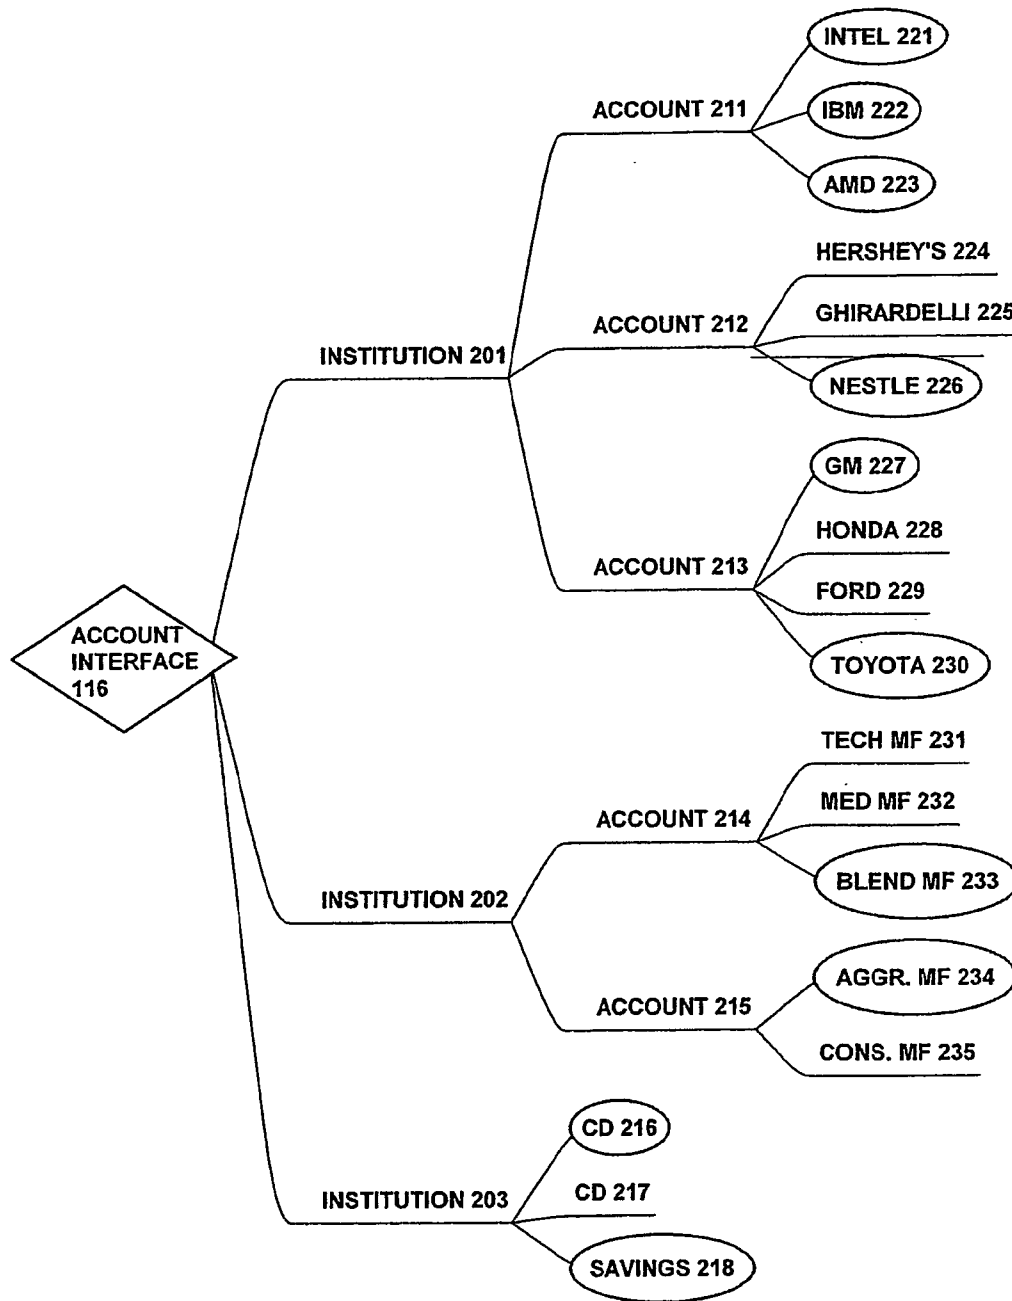 INTEL 221
ACCOUNT 211
IBM 222
AMD 223
HERSHEY'S 224
GHIRARDELLI 225
ACCOUNT 212
INSTITUTION 201
NESTLE 226
GM 227
HONDA 228
ACCOUNT 213
FORD 229
ACCOUNT
INTERFACE
116
TOYOTA 230
TECH MF 231
MED MF 232
ACCOUNT 214
BLEND MF 233
INSTITUTION 202
AGGR. MF 234
ACCOUNT 215
CONS. MF 235
CD 216
CD 217
INSTITUTION 203
SAVINGS 218